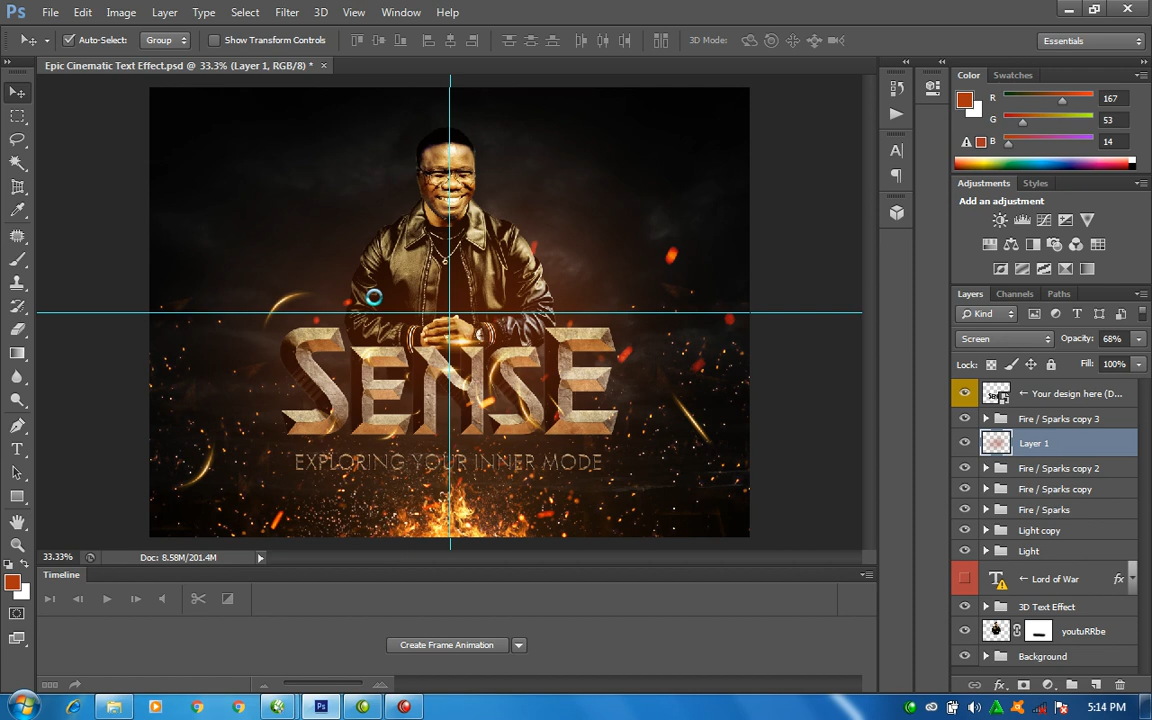 Ps File Edit Image Layer Type Select Filter 3D View Window Help
Auto-Select: Group Show Transform Controls 3D Mode: Essentials
Epic Cinematic Text Effect.psd @ 33.3% (Layer 1, RGB/8) * ×
SENSE
EXPLORING YOUR INNER MODE
33.33% Doc: 8.58M/201.4M
Timeline
Create Frame Animation
Color Swatches
R 167
G 53
B 14
Adjustments Styles
Add an adjustment
Layers Channels Paths
Kind
Screen Opacity: 68%
Lock: Fill: 100%
← Your design here (D...
Fire / Sparks copy 3
Layer 1
Fire / Sparks copy 2
Fire / Sparks copy
Fire / Sparks
Light copy
Light
← Lord of War fx
3D Text Effect
youtuRRbe
Background
fx
Ps 5:14 PM